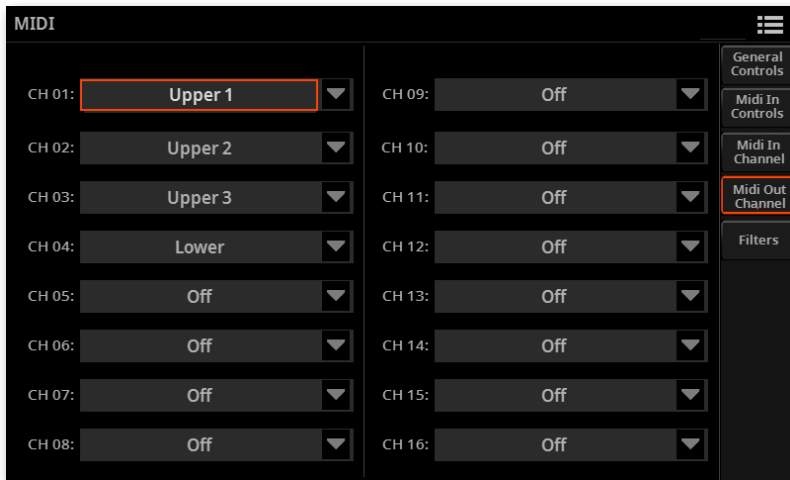 MIDI
CH 01: Upper 1
CH 02: Upper 2
CH 03: Upper 3
CH 04: Lower
CH 05: Off
CH 06: Off
CH 07: Off
CH 08: Off
CH 09: Off
CH 10: Off
CH 11: Off
CH 12: Off
CH 13: Off
CH 14: Off
CH 15: Off
CH 16: Off
General
Controls
Midi In
Controls
Midi In
Channel
Midi Out
Channel
Filters